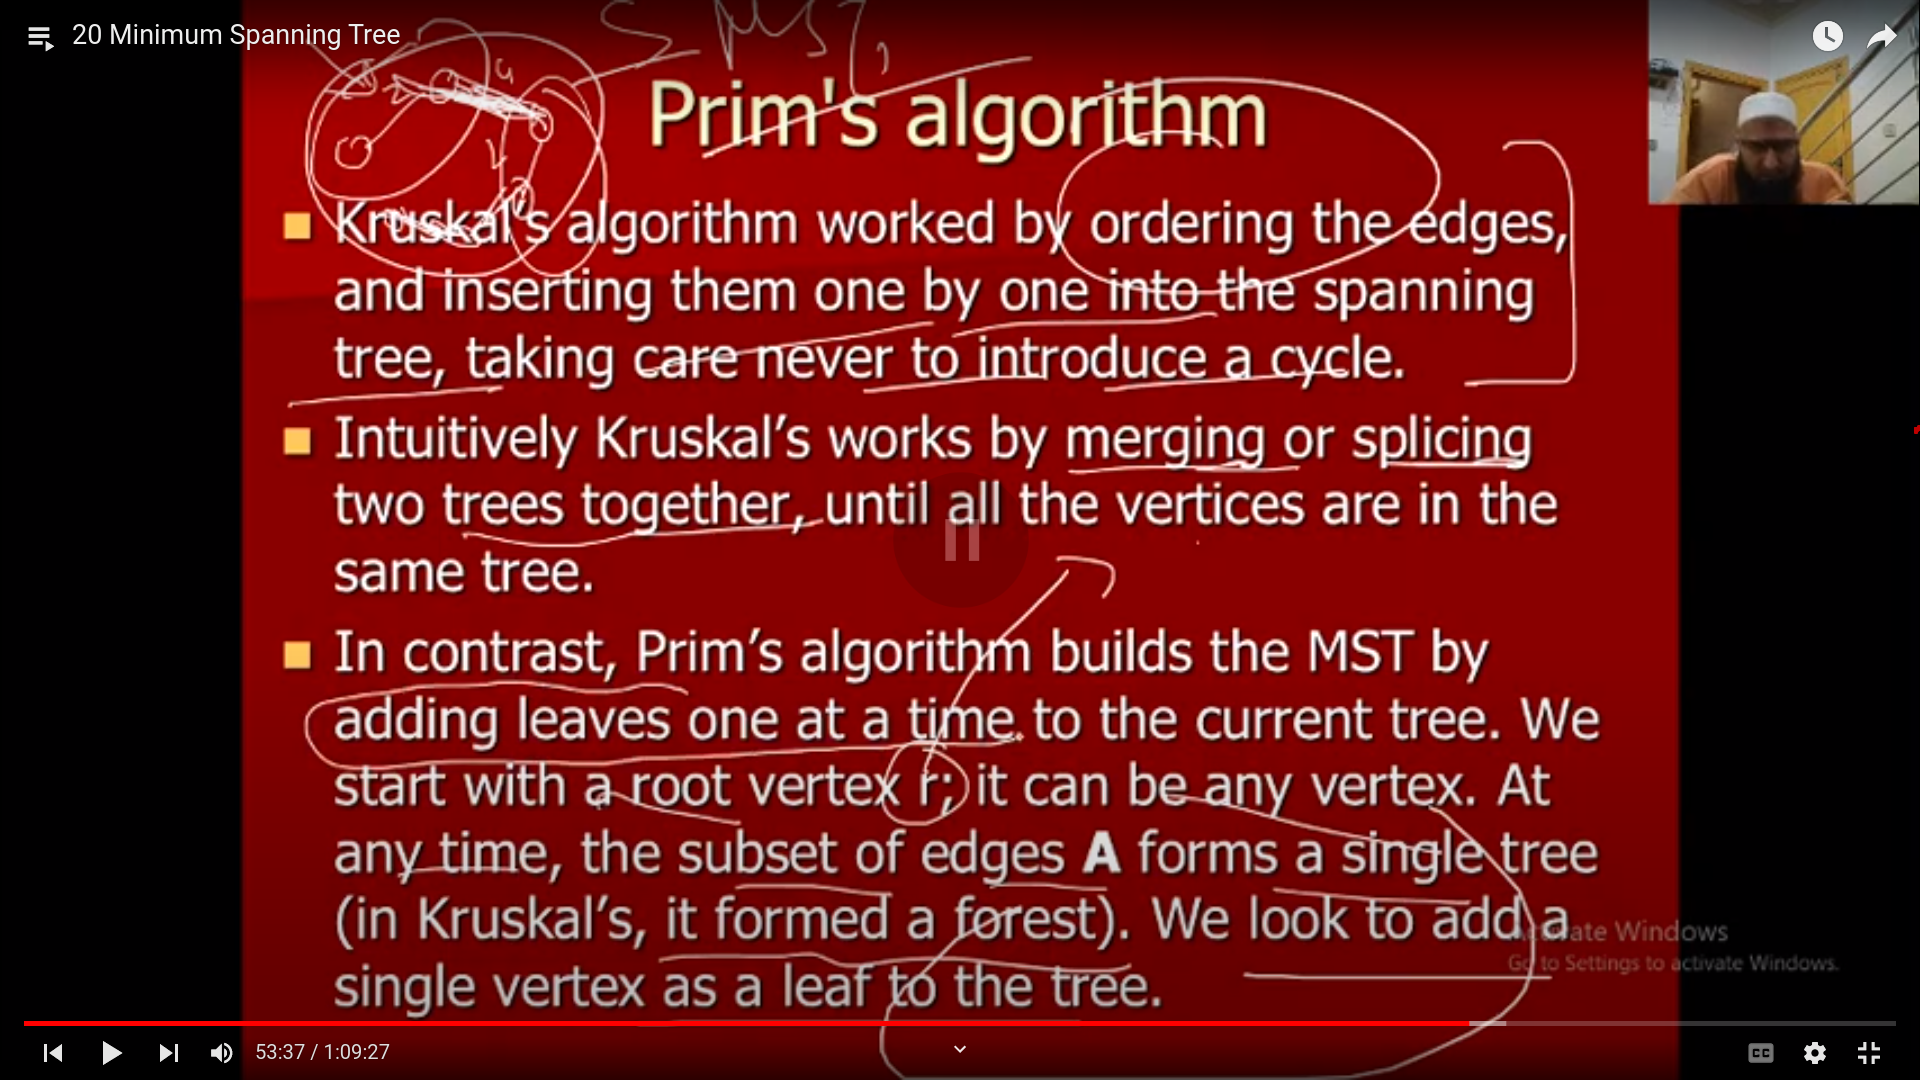 20 Minimum Spanning Tree
Prim's algorithm
Kruskal's algorithm worked by ordering the edges,
and inserting them one by one into the spanning
tree, taking care never to introduce a cycle.
Intuitively Kruskal’s works by merging or splicing
two trees together, until all the vertices are in the
same tree.
In contrast, Prim’s algorithm builds the MST by
adding leaves one at a time to the current tree. We
start with a root vertex r; it can be any vertex. At
any time, the subset of edges A forms a single tree
(in Kruskal’s, it formed a forest). We look to add a
single vertex as a leaf to the tree.
Activate Windows
Go to Settings to activate Windows.
53:37 / 1:09:27
CC